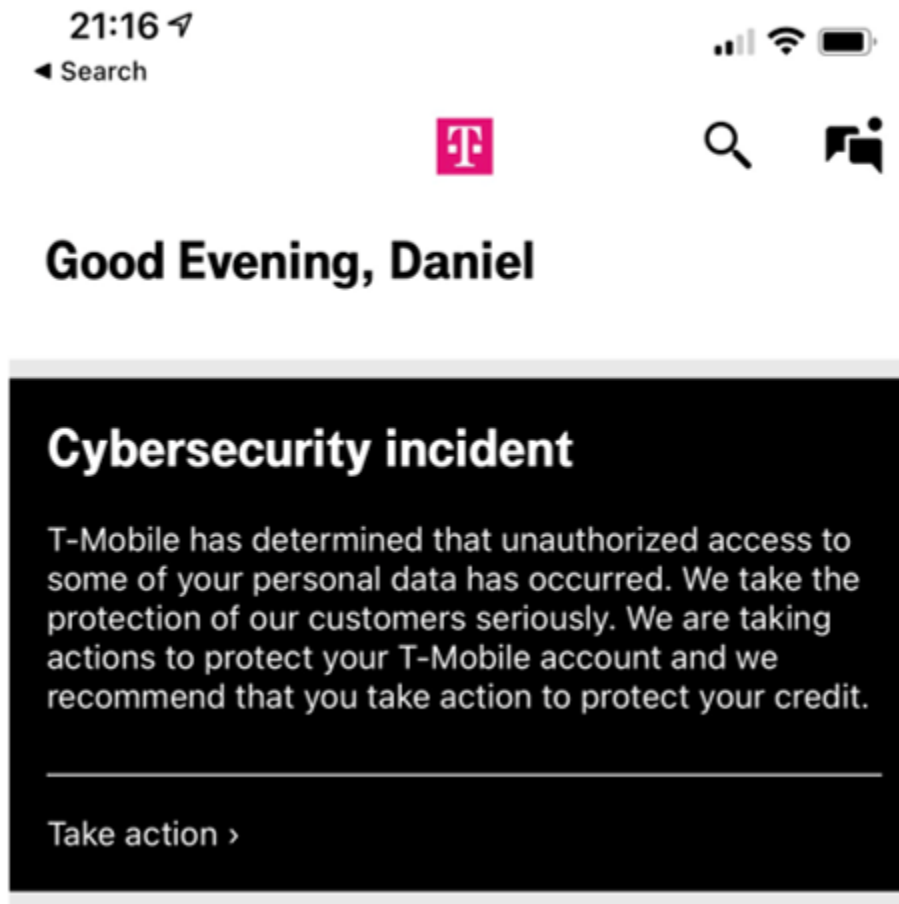 21:16
◀ Search
T
Good Evening, Daniel
Cybersecurity incident
T-Mobile has determined that unauthorized access to
some of your personal data has occurred. We take the
protection of our customers seriously. We are taking
actions to protect your T-Mobile account and we
recommend that you take action to protect your credit.
Take action ›